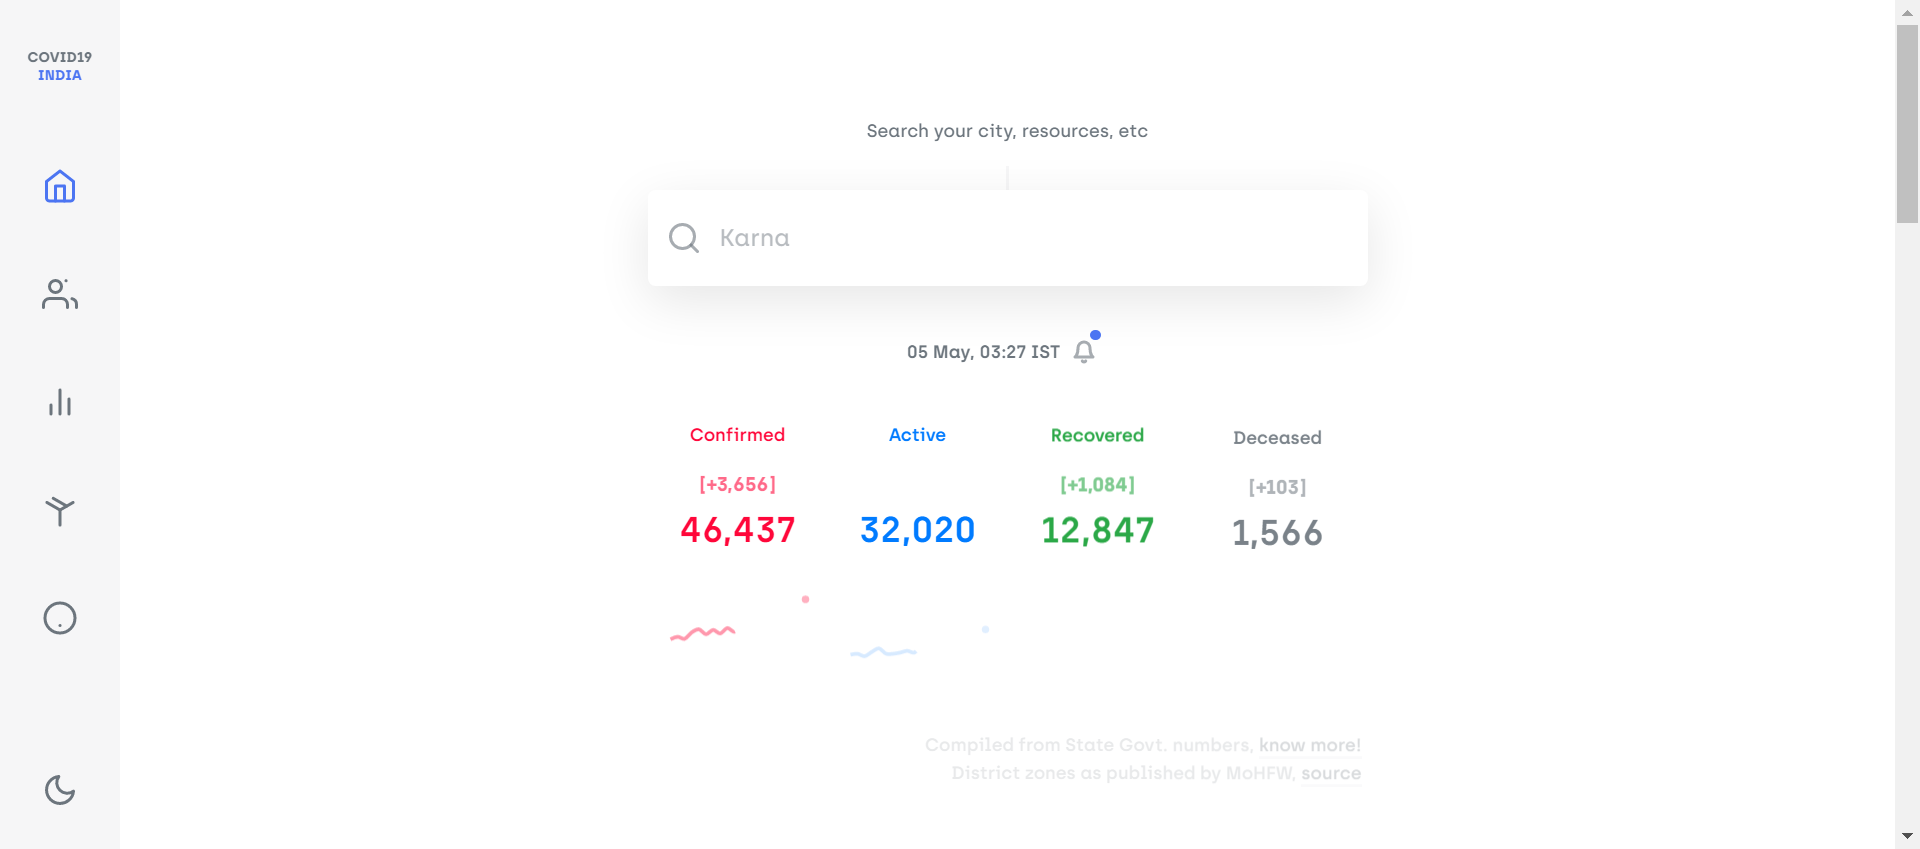 COVID19
INDIA
Search your city, resources, etc
Karna
05 May, 03:27 IST
Confirmed
[+3,656]
46,437
Active
32,020
Recovered
[+1,084]
12,847
Deceased
[+103]
1,566
Compiled from State Govt. numbers, know more!
District zones as published by MoHFW, source